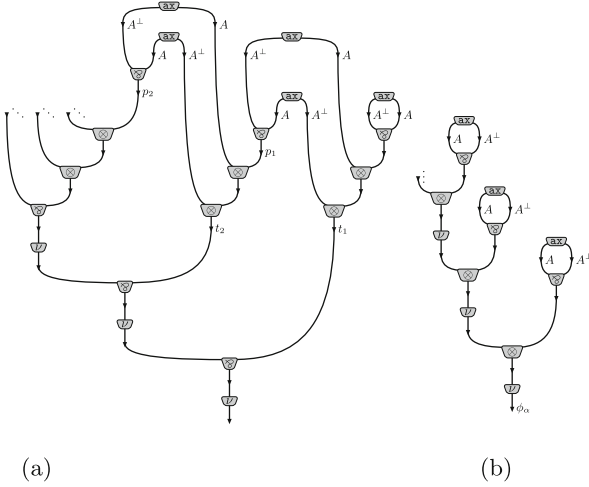 ax
A⊥ A
ax
A A⊥
⅋
p₂
ax
ax
A⊥ A
A A⊥
⅋
p₁
ax
A⊥ A
⅋
⊗
⊗
⊗
⊗
⊗
⅋
⊗
t₂
⊗
t₁
ν
⅋
ν
⅋
ν
ax
A A⊥
⅋
⊗
ax
A A⊥
⅋
ν
⊗
ax
A A⊥
⅋
ν
⊗
ν
ϕα
(a) (b)